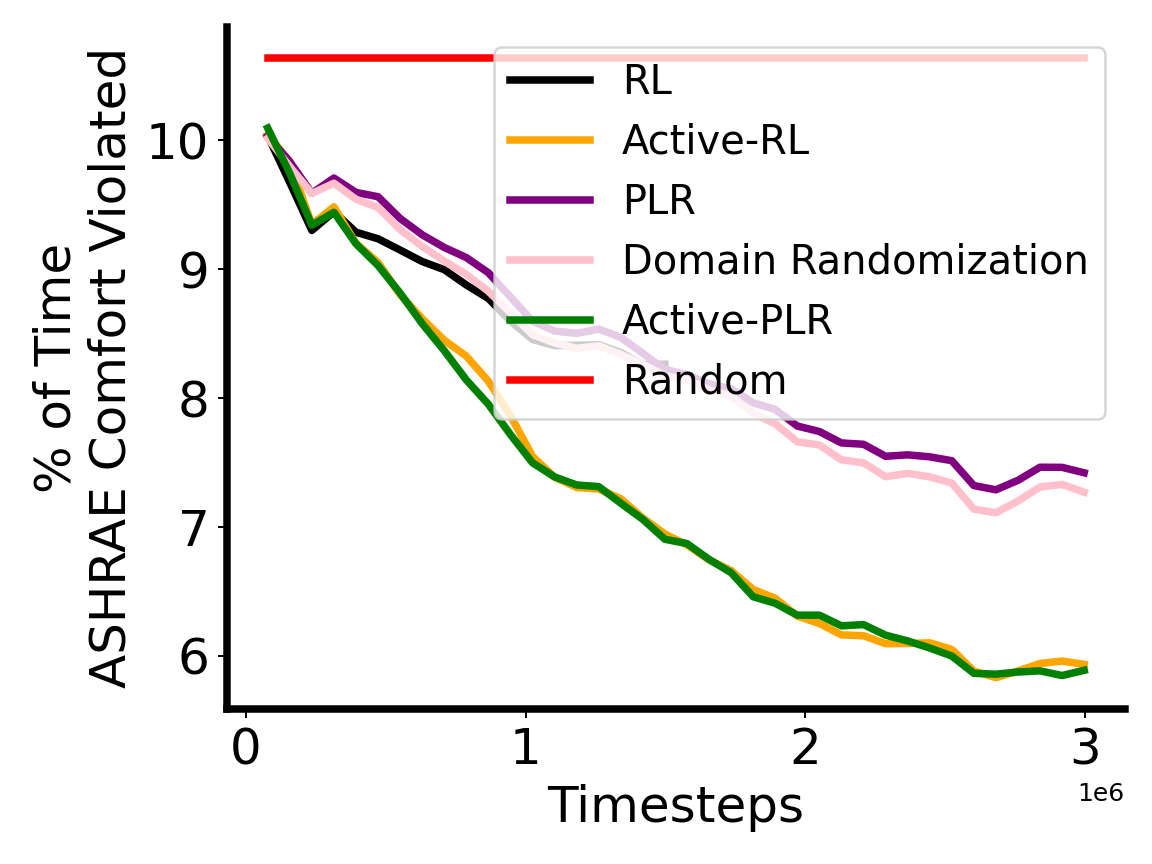 % of Time
ASHRAE Comfort Violated
10
9
8
7
6
RL
Active-RL
PLR
Domain Randomization
Active-PLR
Random
0
1
2
3
1e6
Timesteps